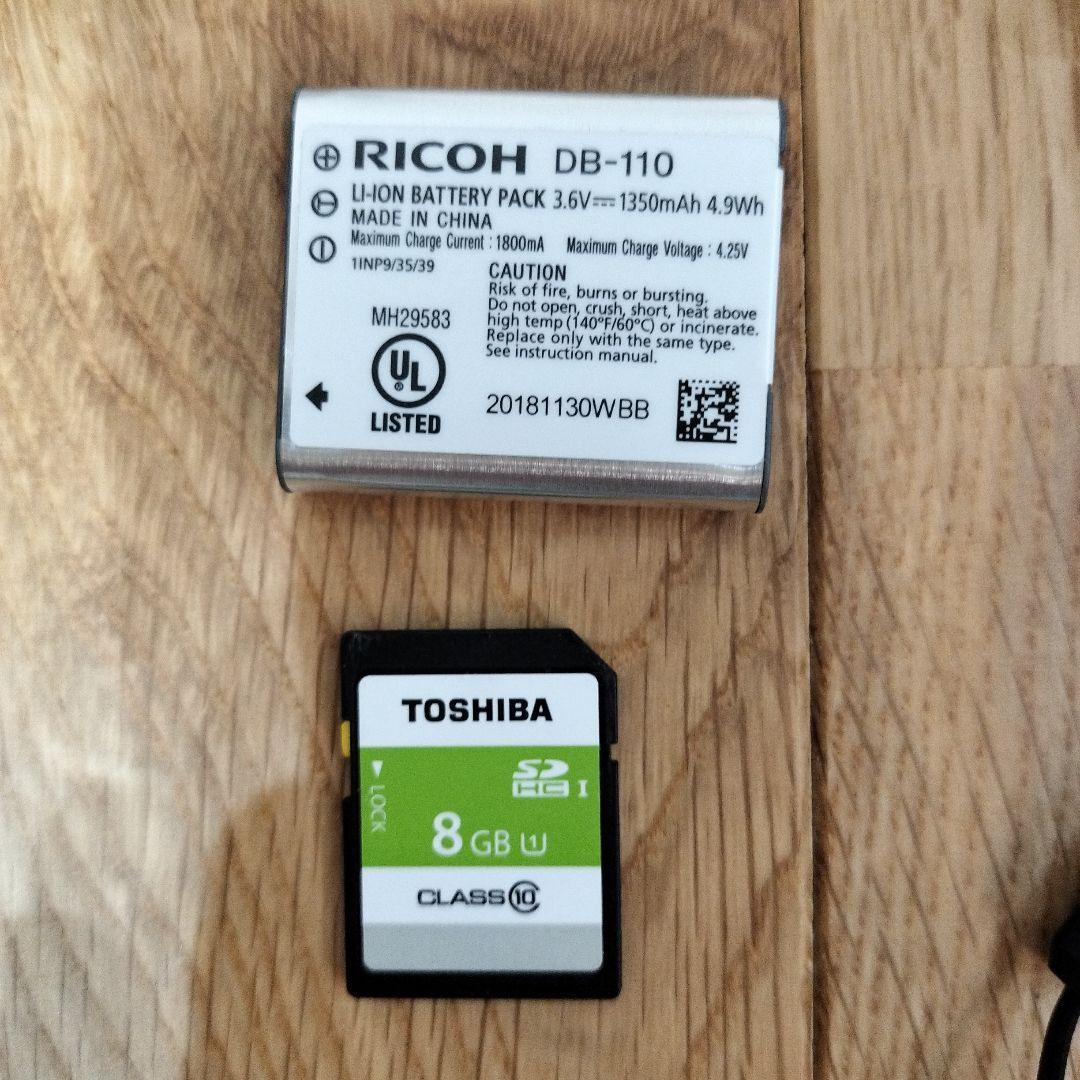 RICOH DB-110
LI-ION BATTERY PACK 3.6V⎓1350mAh 4.9Wh
MADE IN CHINA
Maximum Charge Current : 1800mA Maximum Charge Voltage : 4.25V
1INP9/35/39
CAUTION
Risk of fire, burns or bursting.
Do not open, crush, short, heat above
high temp (140°F/60°C) or incinerate.
Replace only with the same type.
See instruction manual.
MH29583
UL®
LISTED
20181130WBB
TOSHIBA
SD
HC I
LOCK
8 GB 1
CLASS 10